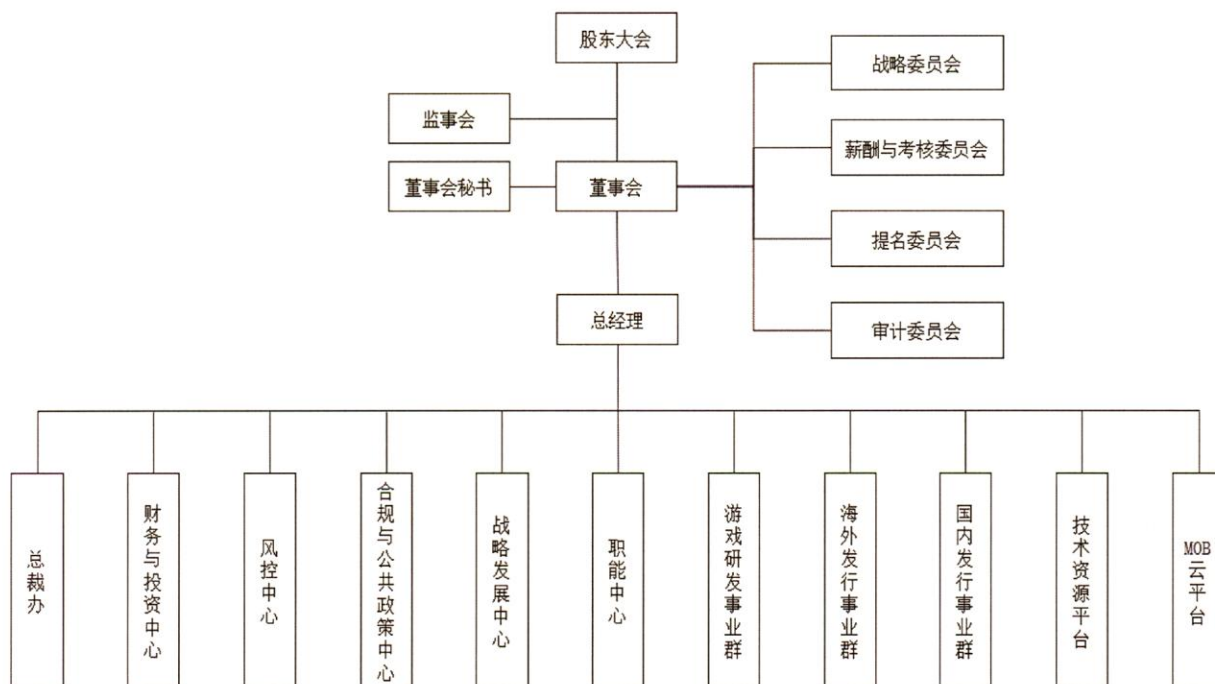 股东大会
战略委员会
监事会
薪酬与考核委员会
董事会秘书
董事会
提名委员会
总经理
审计委员会
总裁办
财务与投资中心
风控中心
合规与公共政策中心
战略发展中心
职能中心
游戏研发事业群
海外发行事业群
国内发行事业群
技术资源平台
MOB云平台